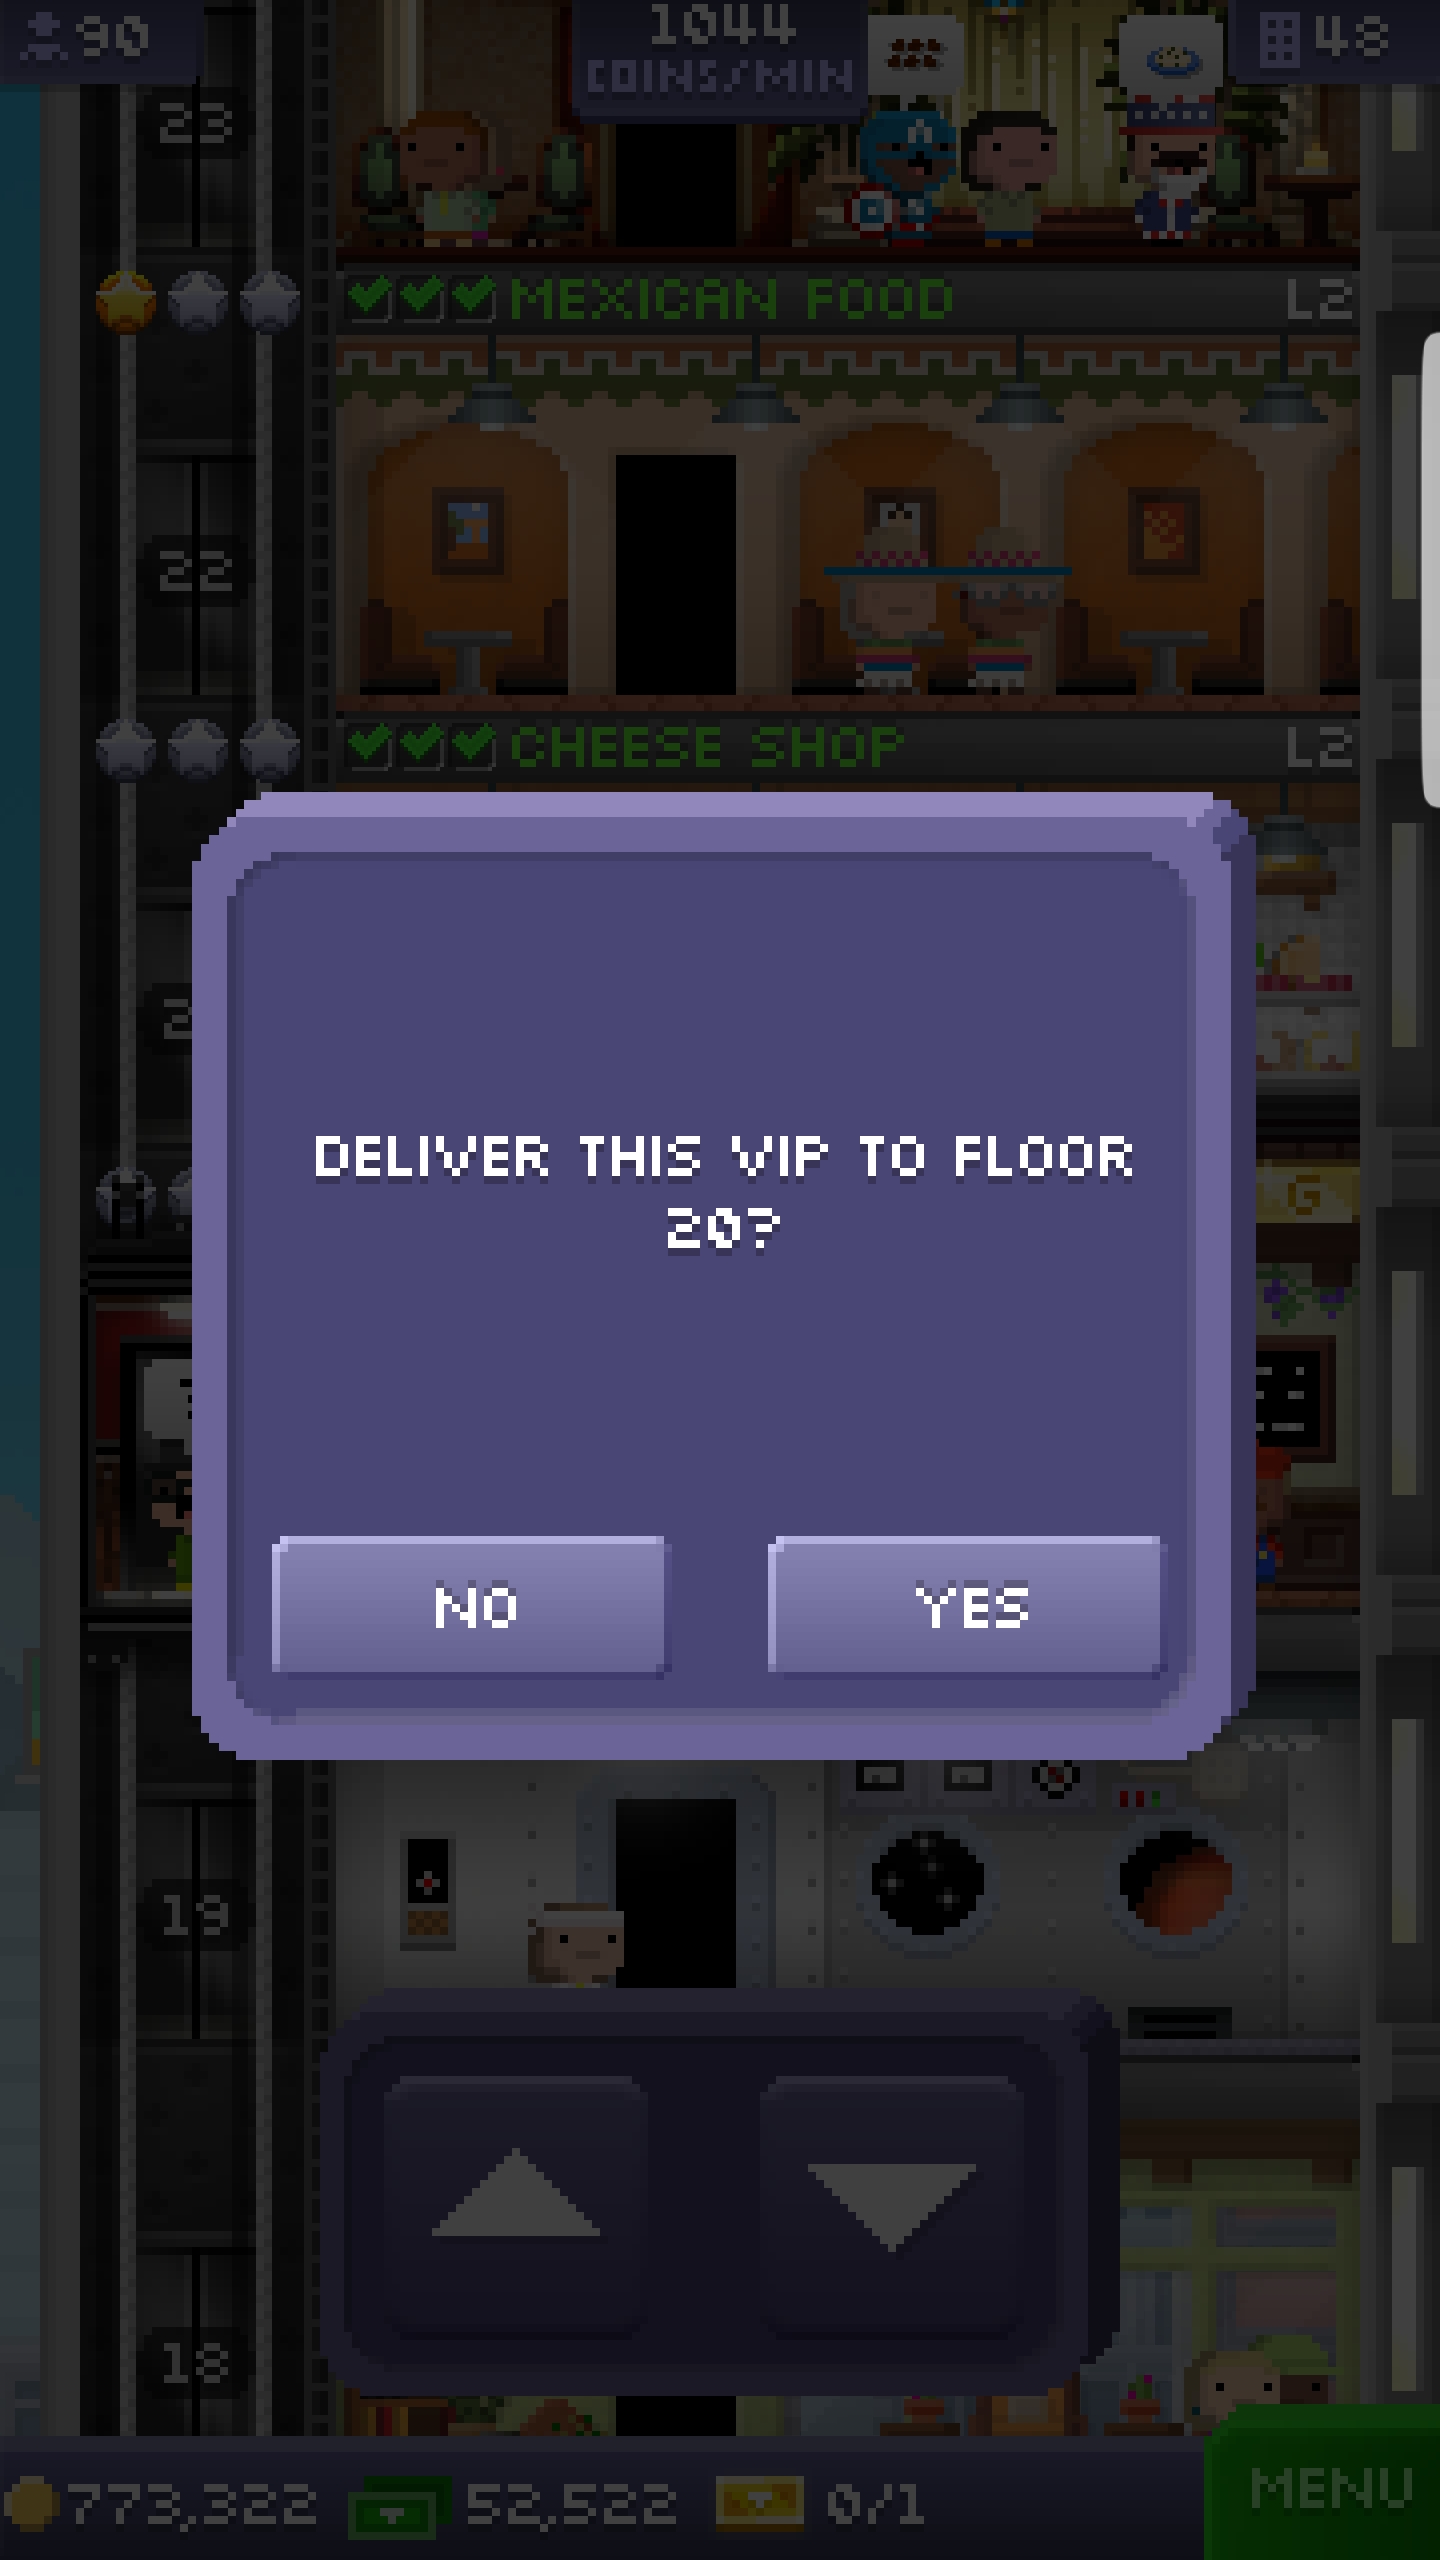 90
1044
COINS/MIN
48
23
MEXICAN FOOD
L2
22
CHEESE SHOP
L2
2
G
DELIVER THIS VIP TO FLOOR
20?
NO
YES
19
18
773,322
52,522
0/1
MENU